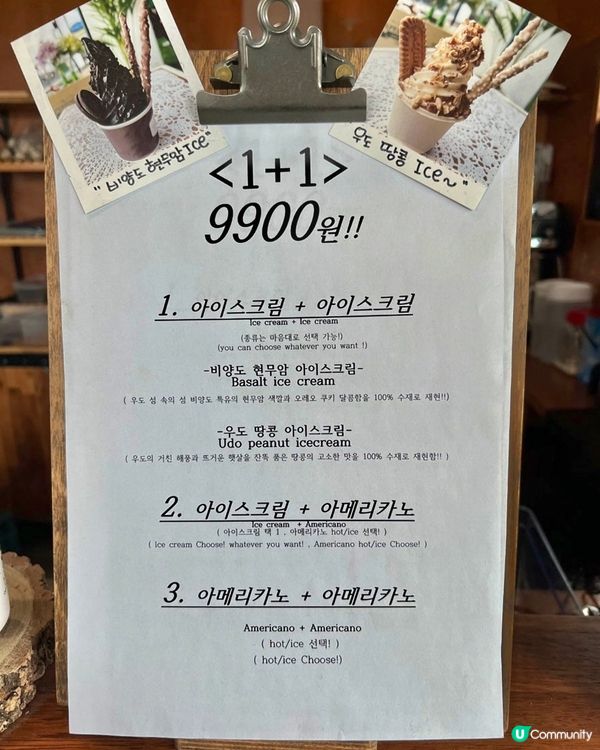 "비양도 현무암 Ice"
우도 땅콩 Ice~"
<1+1>
9900원!!
1. 아이스크림 + 아이스크림
Ice cream + Ice cream
(종류는 마음대로 선택 가능!)
(you can choose whatever you want !)
-비양도 현무암 아이스크림-
Basalt ice cream
( 우도 섬 속의 섬 비양도 특유의 현무암 색깔과 오레오 쿠키 달콤함을 100% 수제로 재현!!)
-우도 땅콩 아이스크림-
Udo peanut icecream
( 우도의 거친 해풍과 뜨거운 햇살을 잔뜩 품은 땅콩의 고소한 맛을 100% 수제로 재현함!! )
2. 아이스크림 + 아메리카노
Ice cream + Americano
( 아이스크림 택 1 , 아메리카노 hot/ice 선택! )
( Ice cream Choose! whatever you want! , Americano hot/ice Choose! )
3. 아메리카노 + 아메리카노
Americano + Americano
( hot/ice 선택! )
( hot/ice Choose!)
U Community